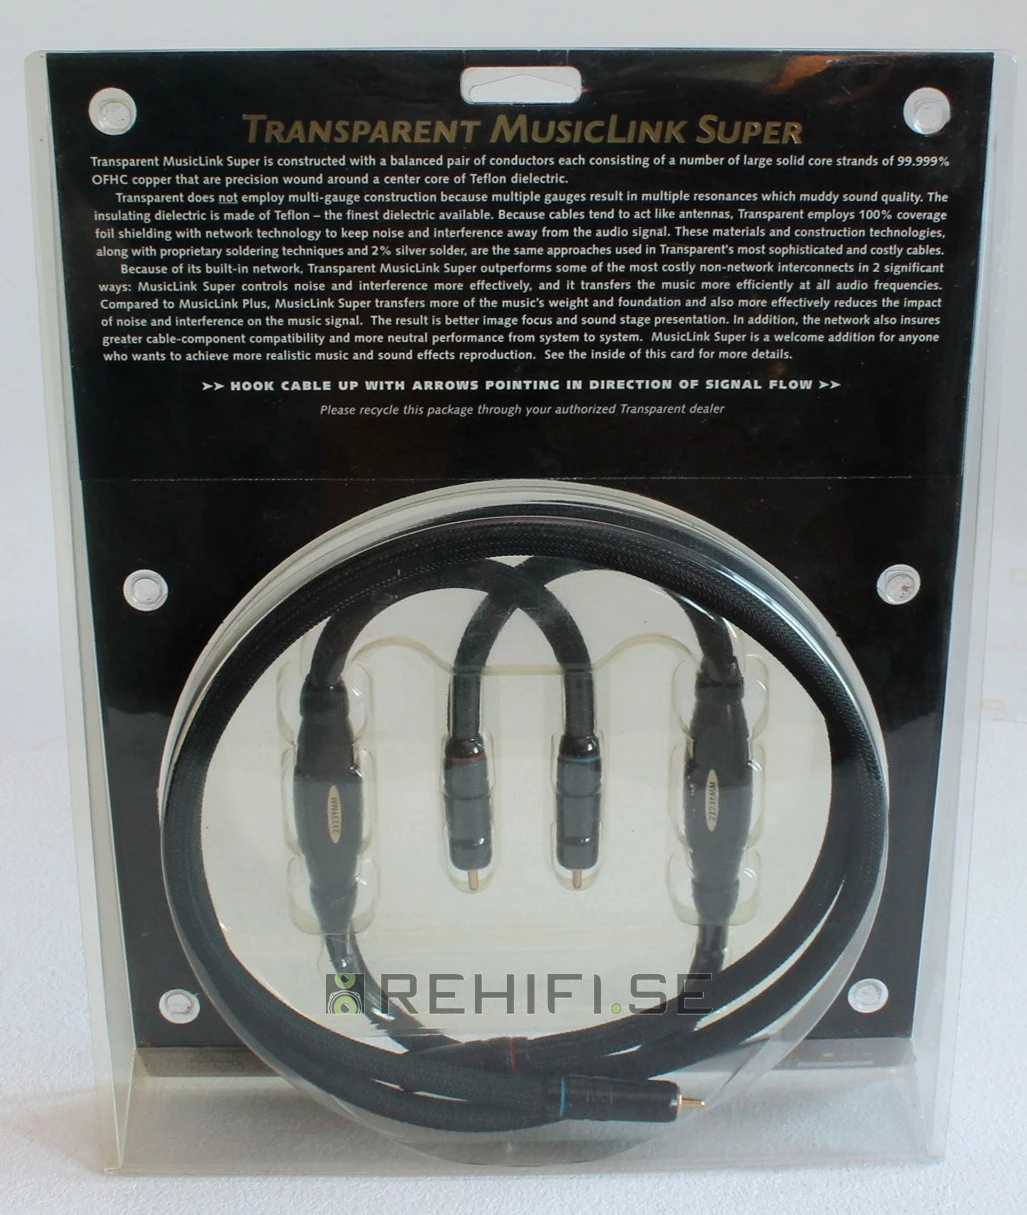 TRANSPARENT MUSICLINK SUPER
Transparent MusicLink Super is constructed with a balanced pair of conductors each consisting of a number of large solid core strands of 99.999%
OFHC copper that are precision wound around a center core of Teflon dielectric.
Transparent does not employ multi-gauge construction because multiple gauges result in multiple resonances which muddy sound quality. The
insulating dielectric is made of Teflon – the finest dielectric available. Because cables tend to act like antennas, Transparent employs 100% coverage
foil shielding with network technology to keep noise and interference away from the audio signal. These materials and construction technologies,
along with proprietary soldering techniques and 2% silver solder, are the same approaches used in Transparent's most sophisticated and costly cables.
Because of its built-in network, Transparent MusicLink Super outperforms some of the most costly non-network interconnects in 2 significant
ways: MusicLink Super controls noise and interference more effectively, and it transfers the music more efficiently at all audio frequencies.
Compared to MusicLink Plus, MusicLink Super transfers more of the music's weight and foundation and also more effectively reduces the impact
of noise and interference on the music signal. The result is better image focus and sound stage presentation. In addition, the network also insures
greater cable-component compatibility and more neutral performance from system to system. MusicLink Super is a welcome addition for anyone
who wants to achieve more realistic music and sound effects reproduction. See the inside of this card for more details.
➤➤ HOOK CABLE UP WITH ARROWS POINTING IN DIRECTION OF SIGNAL FLOW ➤➤
Please recycle this package through your authorized Transparent dealer
REHIFI.SE